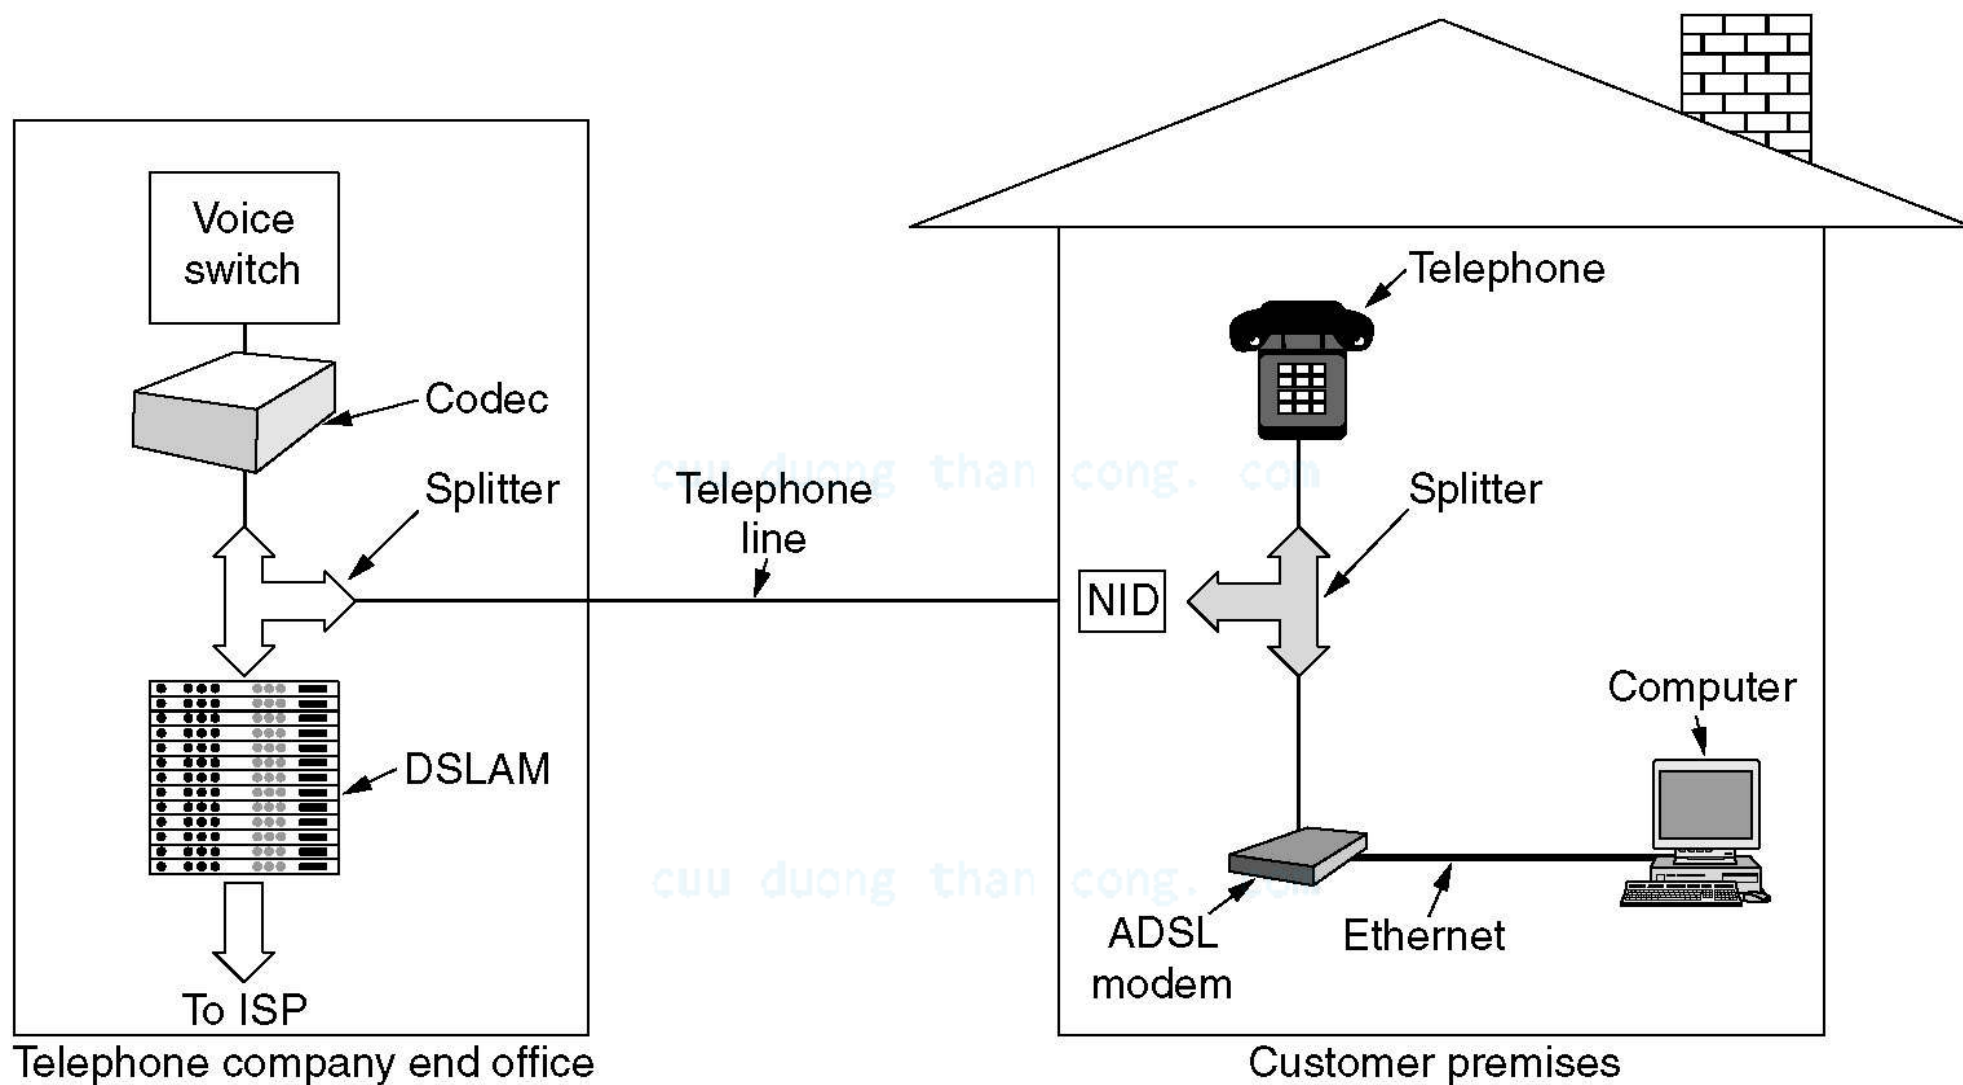 Voice
switch
Codec
Splitter
DSLAM
To ISP
Telephone company end office
Telephone
line
cuu duong than cong. com
cuu duong than cong. com
Telephone
Splitter
NID
Computer
ADSL
modem
Ethernet
Customer premises